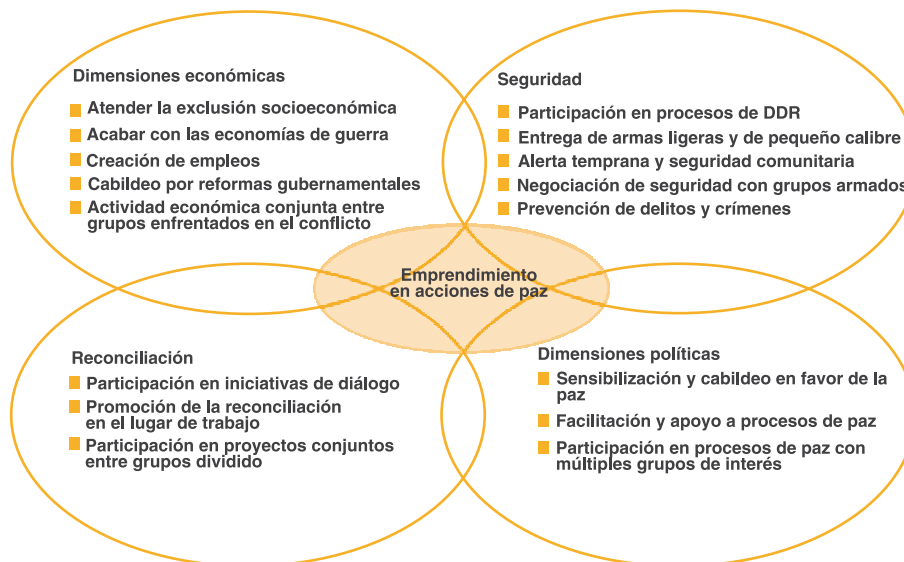 Dimensiones económicas
Atender la exclusión socioeconómica
Acabar con las economías de guerra
Creación de empleos
Cabildeo por reformas gubernamentales
Actividad económica conjunta entre
grupos enfrentados en el conflicto
Seguridad
Participación en procesos de DDR
Entrega de armas ligeras y de pequeño calibre
Alerta temprana y seguridad comunitaria
Negociación de seguridad con grupos armados
Prevención de delitos y crímenes
Emprendimiento
en acciones de paz
Reconciliación
Participación en iniciativas de diálogo
Promoción de la reconciliación
en el lugar de trabajo
Participación en proyectos conjuntos
entre grupos dividido
Dimensiones políticas
Sensibilización y cabildeo en favor de la
paz
Facilitación y apoyo a procesos de paz
Participación en procesos de paz con
múltiples grupos de interés